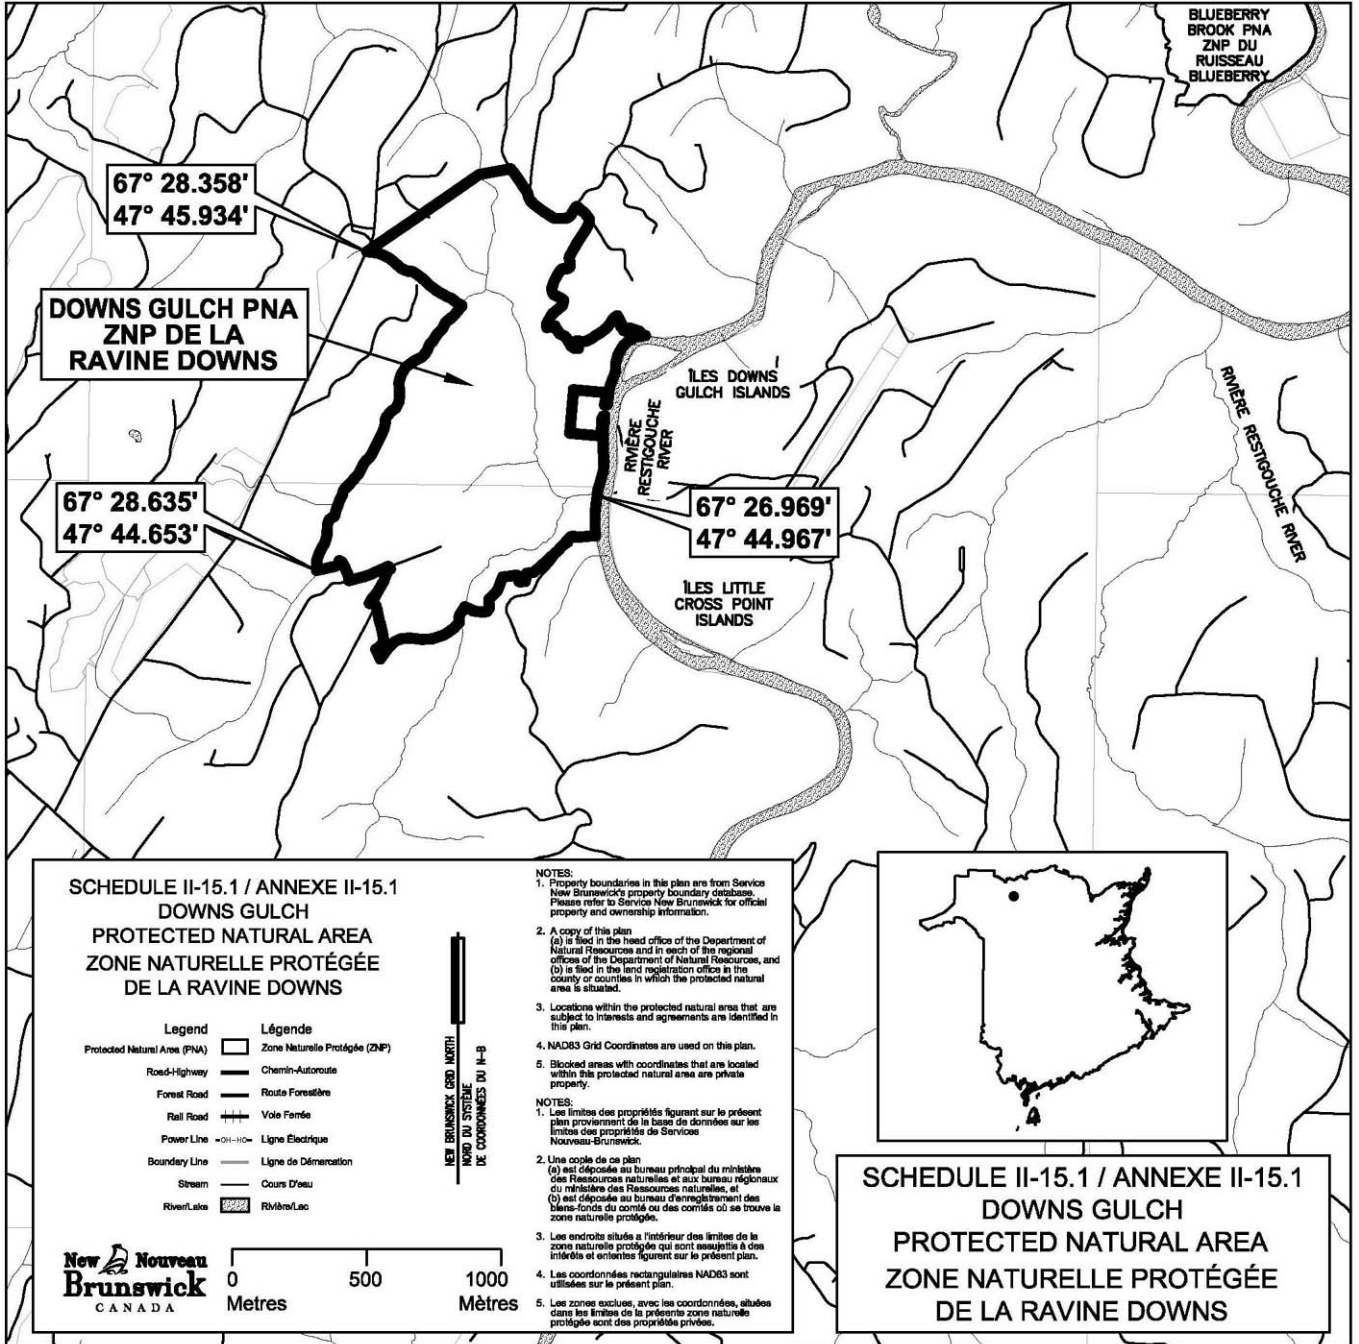 BLUEBERRY
BROOK PNA
ZNP DU
RUISSEAU
BLUEBERRY
67° 28.358'
47° 45.934'
DOWNS GULCH PNA
ZNP DE LA
RAVINE DOWNS
ÎLES DOWNS
GULCH ISLANDS
RIVIÈRE
RESTIGOUCHE
RIVER
RIVIÈRE RESTIGOUCHE RIVER
67° 28.635'
47° 44.653'
67° 26.969'
47° 44.967'
ÎLES LITTLE
CROSS POINT
ISLANDS
SCHEDULE II-15.1 / ANNEXE II-15.1
DOWNS GULCH
PROTECTED NATURAL AREA
ZONE NATURELLE PROTÉGÉE
DE LA RAVINE DOWNS
Legend Légende
Protected Natural Area (PNA) Zone Naturelle Protégée (ZNP)
Road-Highway Chemin-Autoroute
Forest Road Route Forestière
Rail Road Voie Ferrée
Power Line -OH-HO- Ligne Électrique
Boundary Line Ligne de Démarcation
Stream Cours D'eau
River/Lake Rivière/Lac
NEW BRUNSWICK GRID NORTH
NORD DU SYSTÈME
DE COORDONNÉES DU N-B
New Nouveau
Brunswick
CANADA
0 500 1000
Metres Mètres
NOTES:
1. Property boundaries in this plan are from Service
New Brunswick's property boundary database.
Please refer to Service New Brunswick for official
property and ownership information.
2. A copy of this plan
(a) is filed in the head office of the Department of
Natural Resources and in each of the regional
offices of the Department of Natural Resources, and
(b) is filed in the land registration office in the
county or counties in which the protected natural
area is situated.
3. Locations within the protected natural area that are
subject to interests and agreements are identified in
this plan.
4. NAD83 Grid Coordinates are used on this plan.
5. Blocked areas with coordinates that are located
within this protected natural area are private
property.
NOTES:
1. Les limites des propriétés figurant sur le présent
plan proviennent de la base de données sur les
limites des propriétés de Services
Nouveau-Brunswick.
2. Une copie de ce plan
(a) est déposée au bureau principal du ministère
des Ressources naturelles et aux bureau régionaux
du ministère des Ressources naturelles, et
(b) est déposée au bureau d'enregistrement des
biens-fonds du comté ou des comtés où se trouve la
zone naturelle protégée.
3. Les endroits situés a l'intérieur des limites de la
zone naturelle protégée qui sont assujettis à des
intérêts et ententes figurent sur le présent plan.
4. Les coordonnées rectangulaires NAD83 sont
utilisées sur le présent plan.
5. Les zones exclues, avec les coordonnées, situées
dans les limites de la présente zone naturelle
protégée sont des propriétés privées.
SCHEDULE II-15.1 / ANNEXE II-15.1
DOWNS GULCH
PROTECTED NATURAL AREA
ZONE NATURELLE PROTÉGÉE
DE LA RAVINE DOWNS